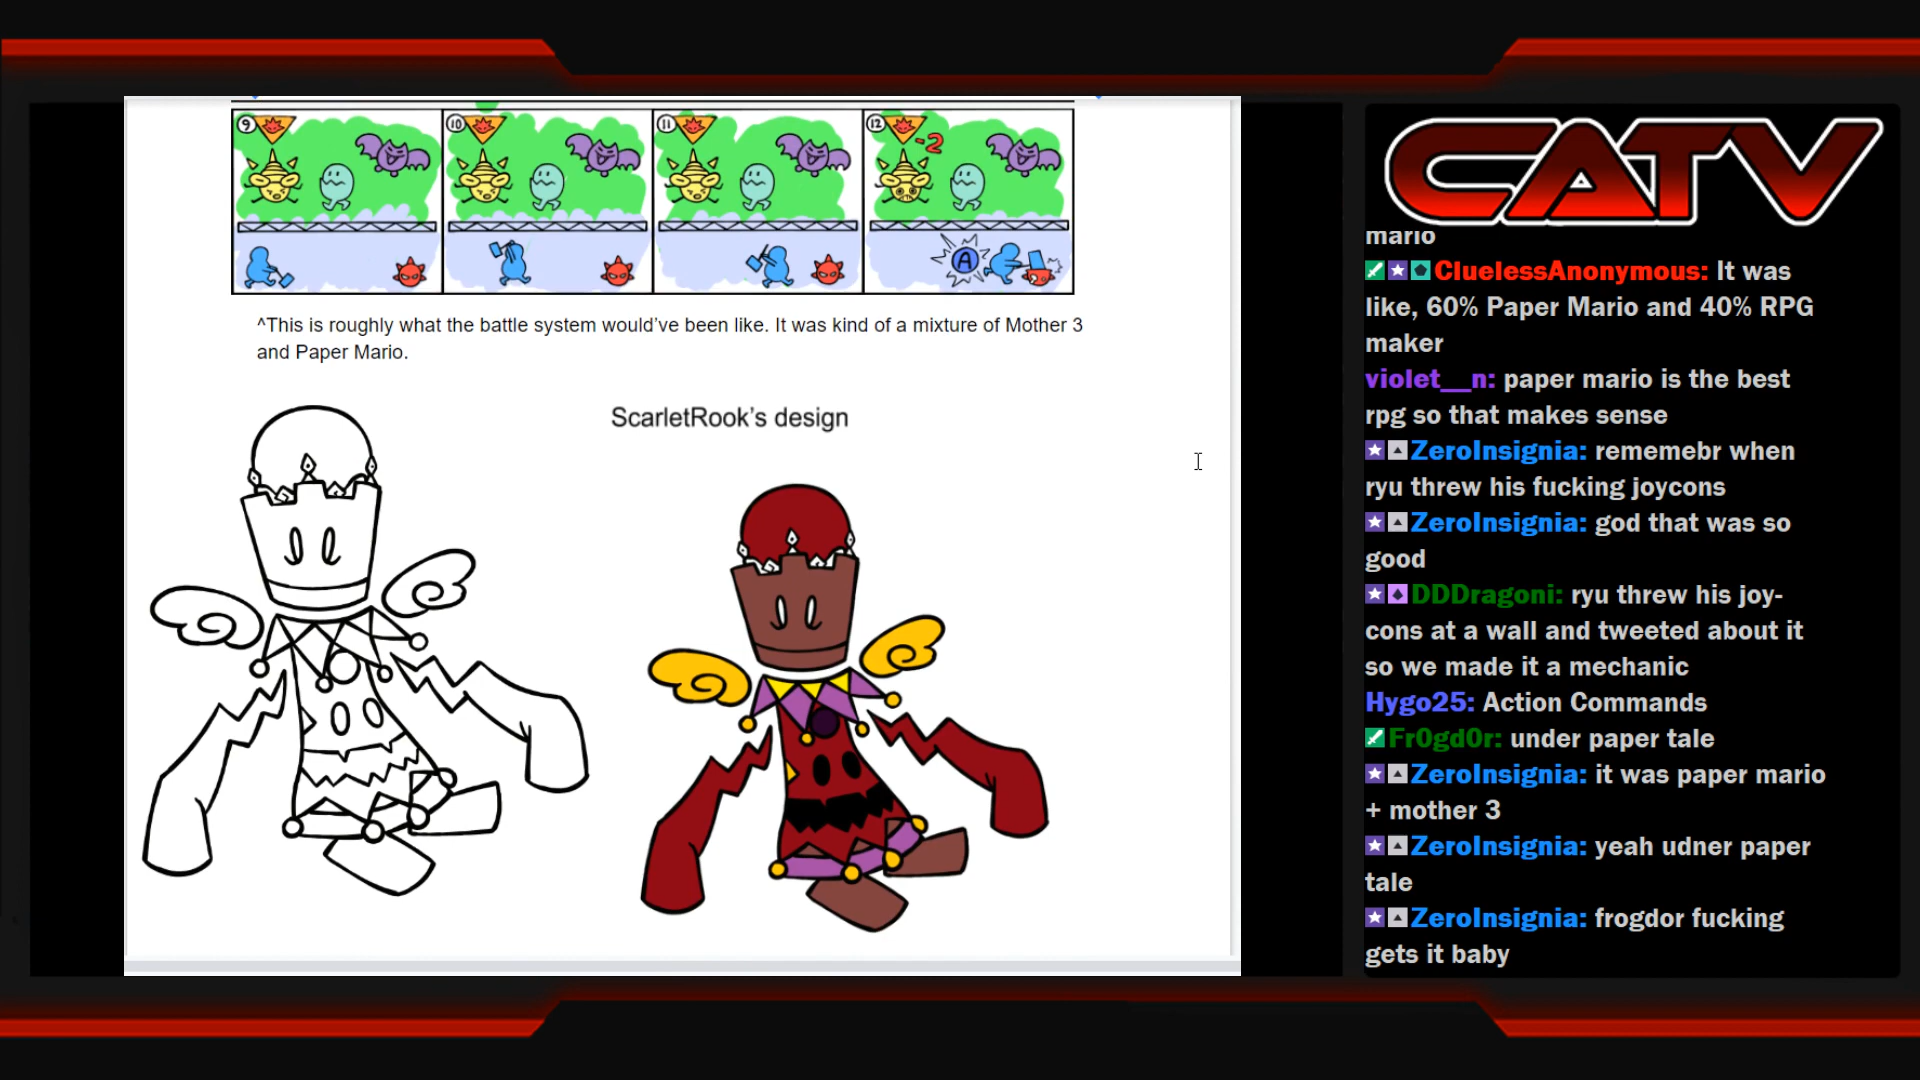 9
10
11
12
-2
A
^This is roughly what the battle system would've been like. It was kind of a mixture of Mother 3
and Paper Mario.
ScarletRook's design
CATV
mario
CluelessAnonymous: It was
like, 60% Paper Mario and 40% RPG
maker
violet__n: paper mario is the best
rpg so that makes sense
ZeroInsignia: rememebr when
ryu threw his fucking joycons
ZeroInsignia: god that was so
good
DDDragoni: ryu threw his joy-
cons at a wall and tweeted about it
so we made it a mechanic
Hygo25: Action Commands
Fr0gd0r: under paper tale
ZeroInsignia: it was paper mario
+ mother 3
ZeroInsignia: yeah udner paper
tale
ZeroInsignia: frogdor fucking
gets it baby